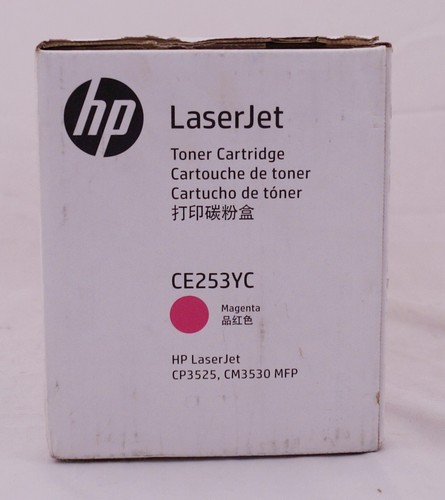 hp
LaserJet
Toner Cartridge
Cartouche de toner
Cartucho de tóner
打印碳粉盒
CE253YC
Magenta
品红色
HP LaserJet
CP3525, CM3530 MFP